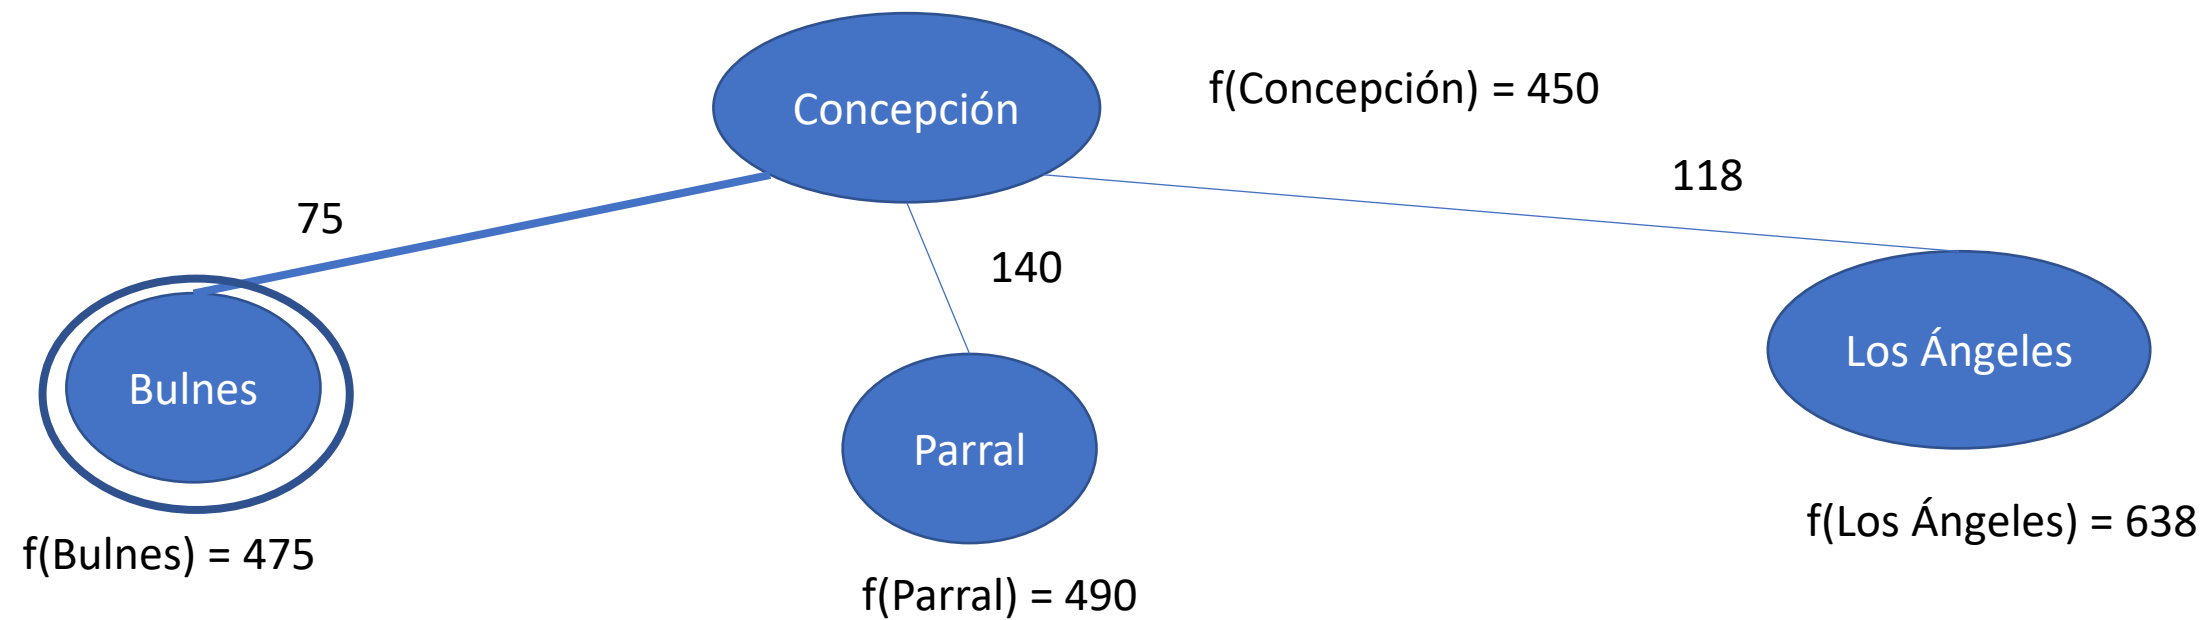 Concepción
f(Concepción) = 450
118
75
140
Los Ángeles
Bulnes
Parral
f(Los Ángeles) = 638
f(Bulnes) = 475
f(Parral) = 490